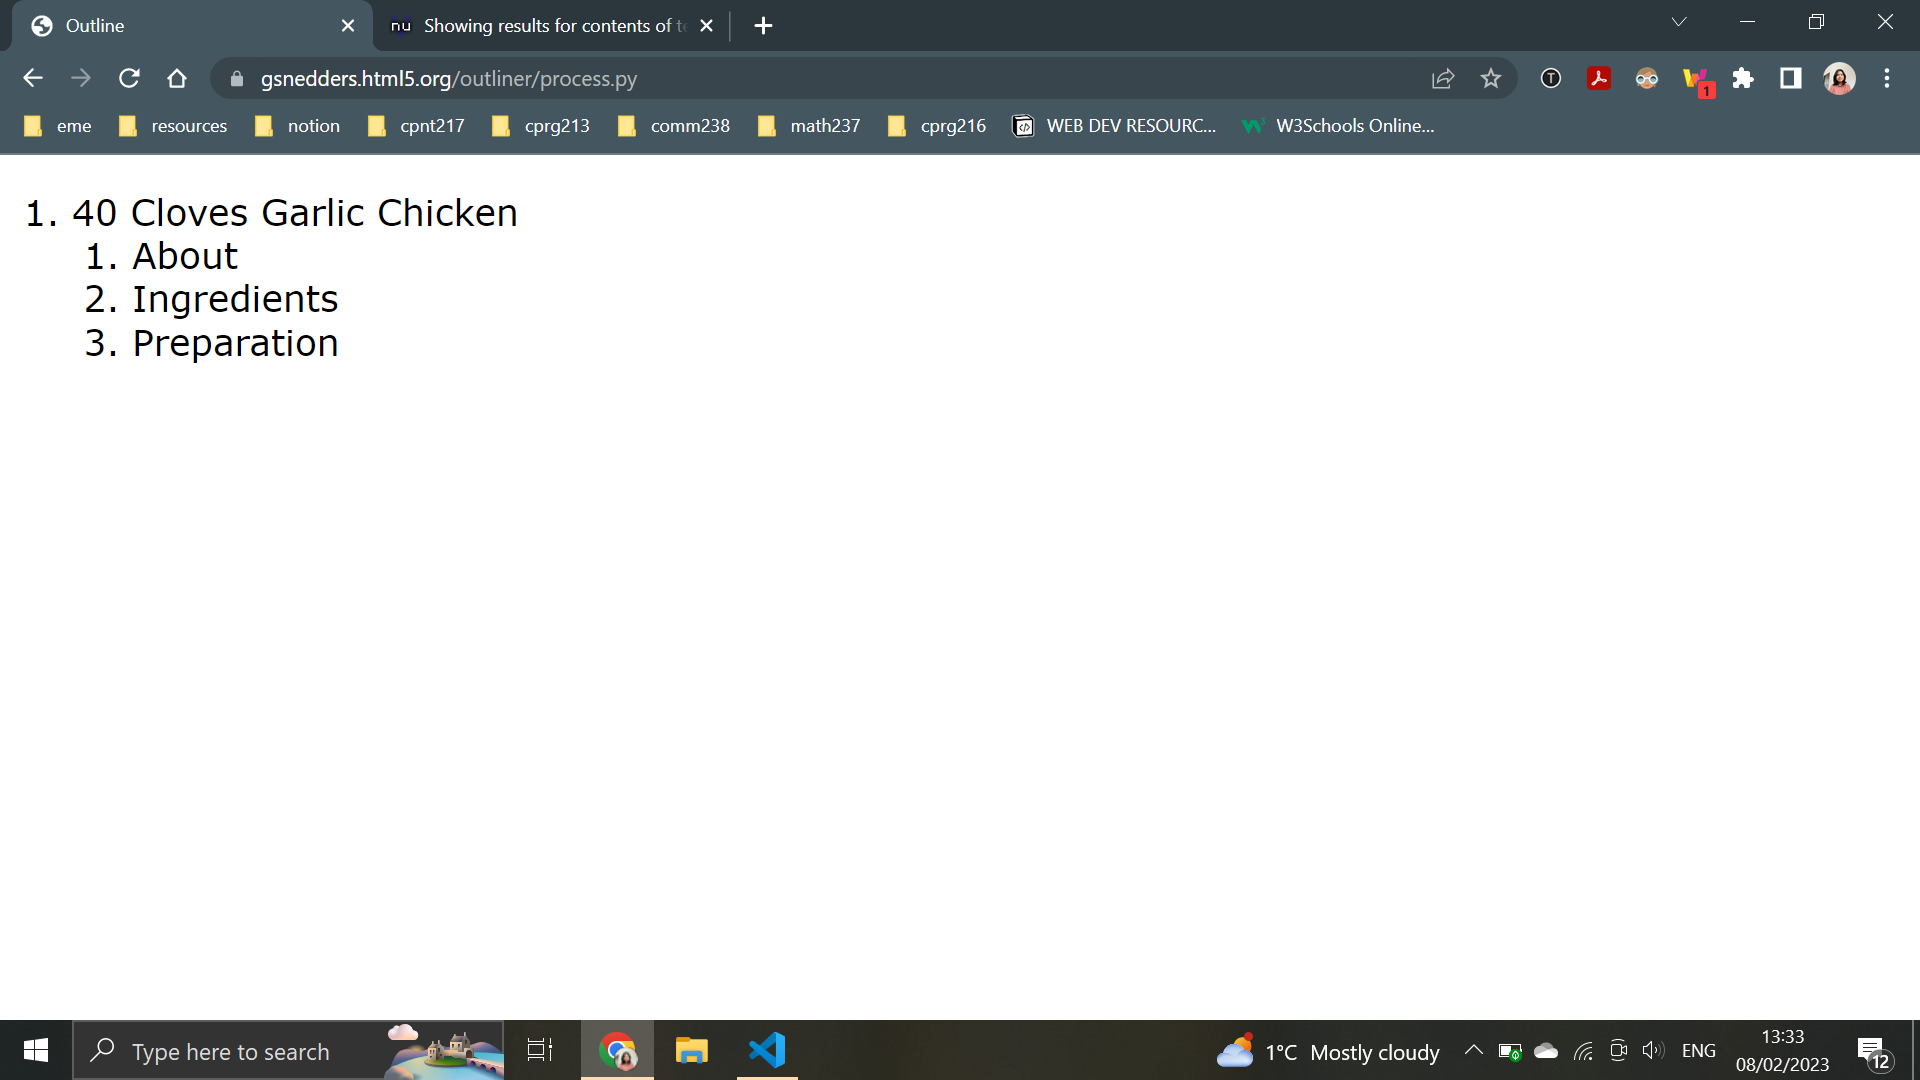 Outline
nu Showing results for contents of te
gsnedders.html5.org/outliner/process.py
1
eme resources notion cpnt217 cprg213 comm238 math237 cprg216 WEB DEV RESOURC... W3Schools Online...
1. 40 Cloves Garlic Chicken
1. About
2. Ingredients
3. Preparation
Type here to search
1°C Mostly cloudy
ENG
13:33
08/02/2023
12